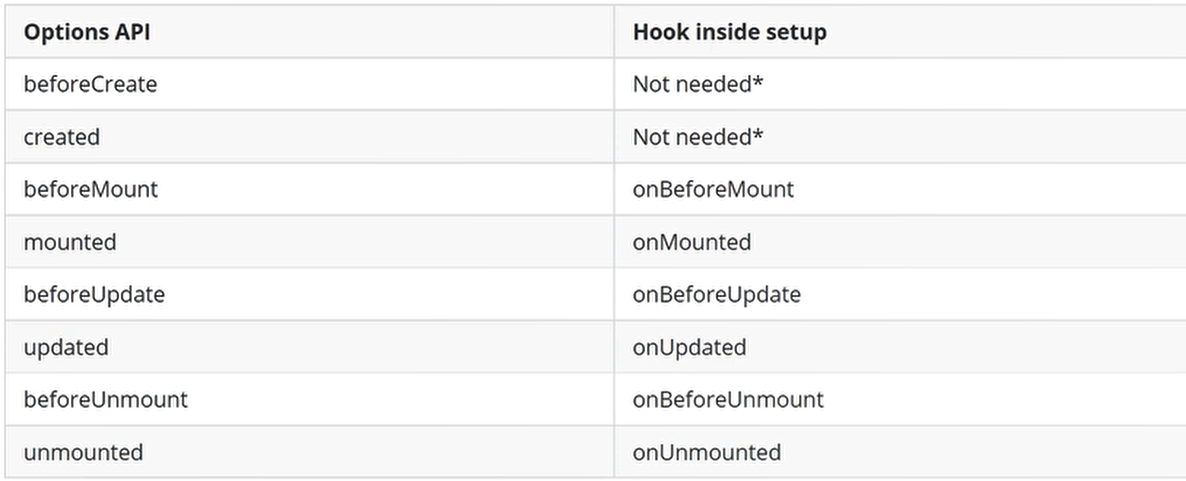 Options API Hook inside setup
beforeCreate Not needed*
created Not needed*
beforeMount onBeforeMount
mounted onMounted
beforeUpdate onBeforeUpdate
updated onUpdated
beforeUnmount onBeforeUnmount
unmounted onUnmounted